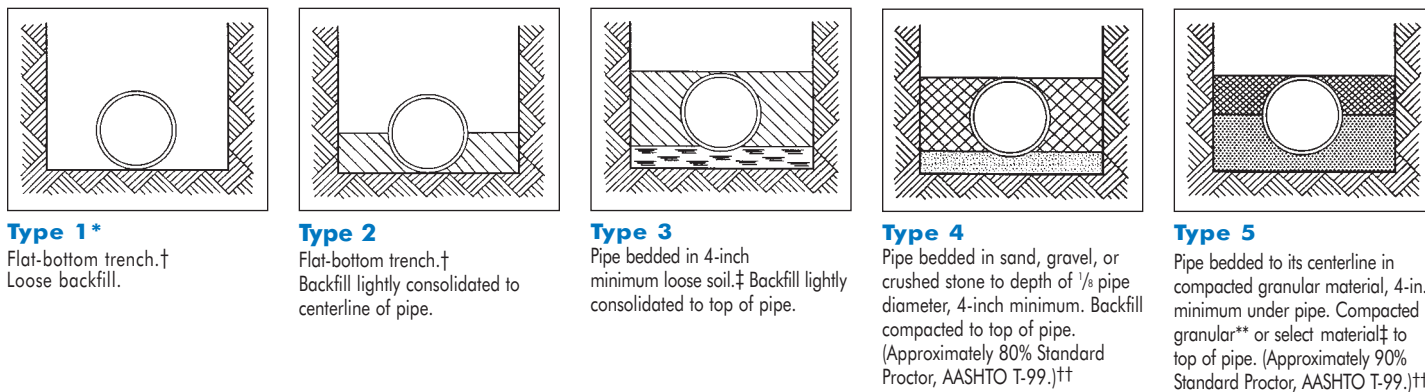 Type 1*
Flat-bottom trench.†
Loose backfill.
Type 2
Flat-bottom trench.†
Backfill lightly consolidated to
centerline of pipe.
Type 3
Pipe bedded in 4-inch
minimum loose soil.‡ Backfill lightly
consolidated to top of pipe.
Type 4
Pipe bedded in sand, gravel, or
crushed stone to depth of 1/8 pipe
diameter, 4-inch minimum. Backfill
compacted to top of pipe.
(Approximately 80% Standard
Proctor, AASHTO T-99.)††
Type 5
Pipe bedded to its centerline in
compacted granular material, 4-in.
minimum under pipe. Compacted
granular** or select material‡ to
top of pipe. (Approximately 90%
Standard Proctor, AASHTO T-99.)††